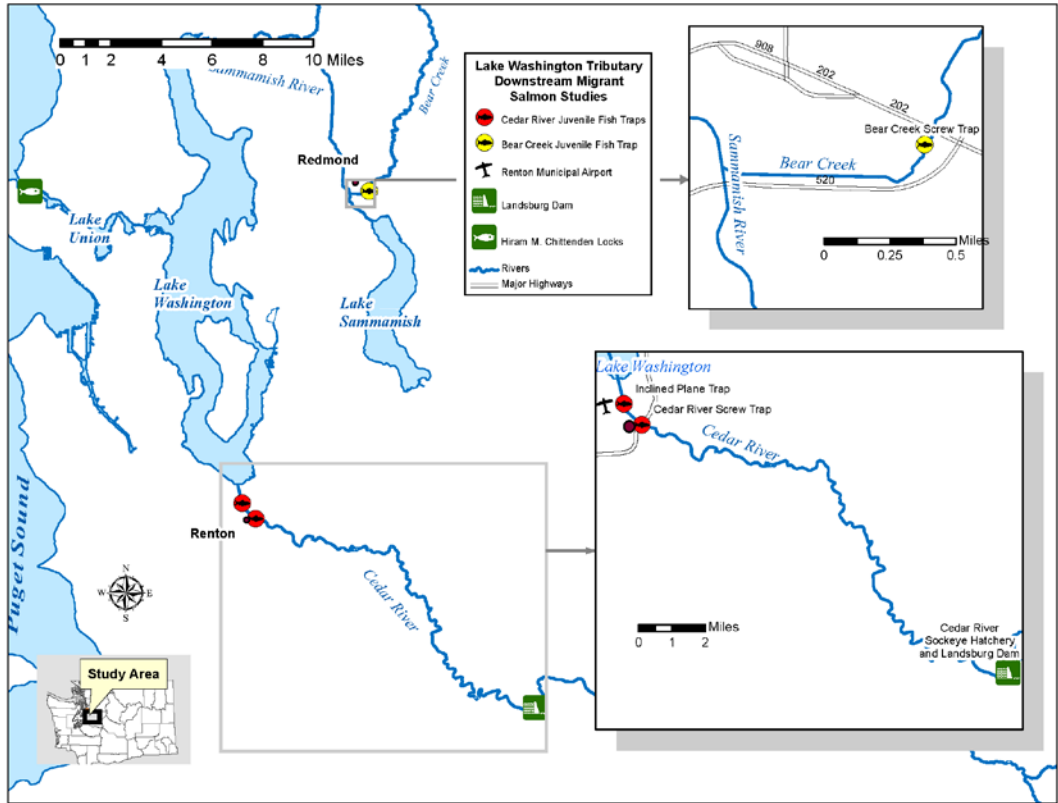 0 1 2 4 6 8 10 Miles
Sammamish River
Bear Creek
Redmond
Lake
Union
Lake
Washington
Lake
Sammamish
Puget Sound
Renton
Cedar River
N
W E
S
Study Area
Lake Washington Tributary
Downstream Migrant
Salmon Studies
Cedar River Juvenile Fish Traps
Bear Creek Juvenile Fish Trap
Renton Municipal Airport
Landsburg Dam
Hiram M. Chittenden Locks
Rivers
Major Highways
908
202
202
Bear Creek Screw Trap
Bear Creek
520
Sammamish River
Miles
0 0.25 0.5
Lake Washington
Inclined Plane Trap
Cedar River Screw Trap
Cedar River
Miles
0 1 2
Cedar River
Sockeye Hatchery
and Landsburg Dam